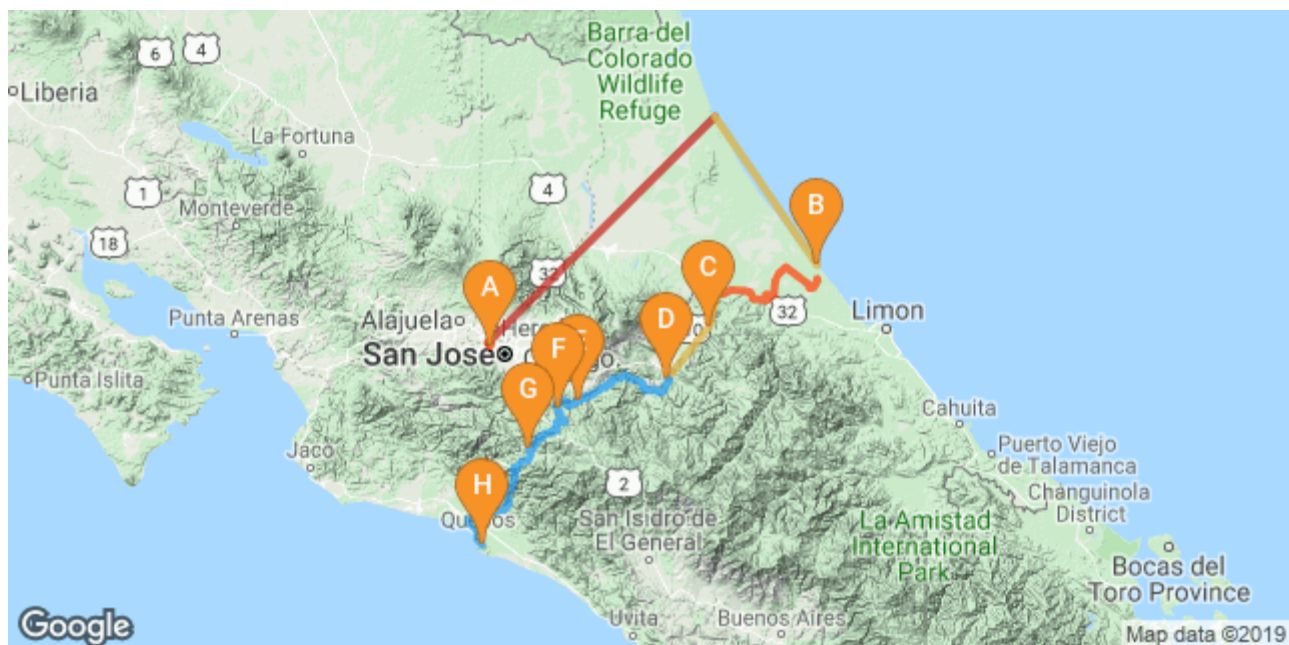 Barra del
Colorado
Wildlife
Refuge
6
4
Liberia
La Fortuna
1
4
Monteverde
B
18
C
32
A
Punta Arenas
Alajuela
D
32
Limon
San José
F
Punta Islita
G
Cahuita
Jaco
Puerto Viejo
de Talamanca
H
2
Changuinola
District
San Isidro de
El General
La Amistad
International
Park
Bocas del
Toro Province
Uvita
Buenos Aires
Google
Map data ©2019